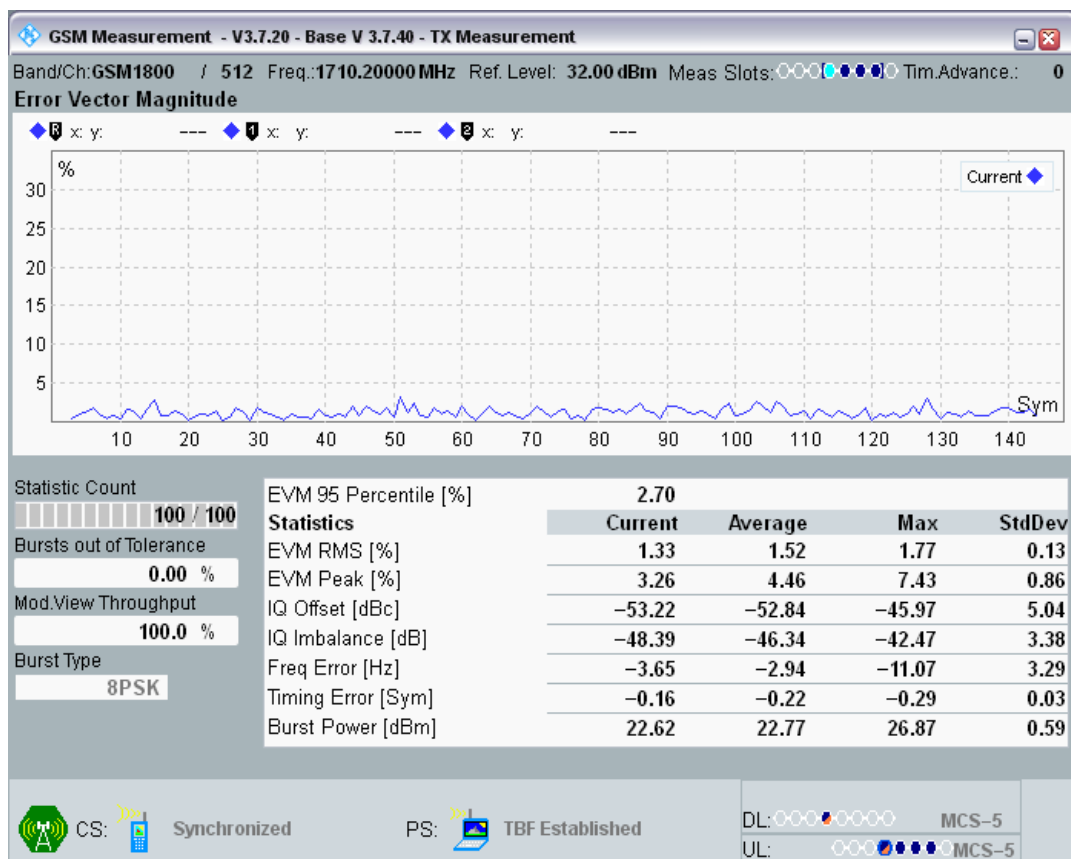 GSM Measurement - V3.7.20 - Base V 3.7.40 - TX Measurement
Band/Ch:GSM1800 / 512 Freq.:1710.20000 MHz Ref. Level: 32.00 dBm Meas Slots: Tim.Advance.: 0
Error Vector Magnitude
R x: y: --- 1 x: y: --- 2 x: y: ---
%
Current
30
25
20
15
10
5
Sym
10 20 30 40 50 60 70 80 90 100 110 120 130 140
Statistic Count
100 / 100
Bursts out of Tolerance
0.00 %
Mod.View Throughput
100.0 %
Burst Type
8PSK
EVM 95 Percentile [%] 2.70
Statistics Current Average Max StdDev
EVM RMS [%] 1.33 1.52 1.77 0.13
EVM Peak [%] 3.26 4.46 7.43 0.86
IQ Offset [dBc] −53.22 −52.84 −45.97 5.04
IQ Imbalance [dB] −48.39 −46.34 −42.47 3.38
Freq Error [Hz] −3.65 −2.94 −11.07 3.29
Timing Error [Sym] −0.16 −0.22 −0.29 0.03
Burst Power [dBm] 22.62 22.77 26.87 0.59
CS: Synchronized PS: TBF Established
DL: MCS−5
UL: MCS−5